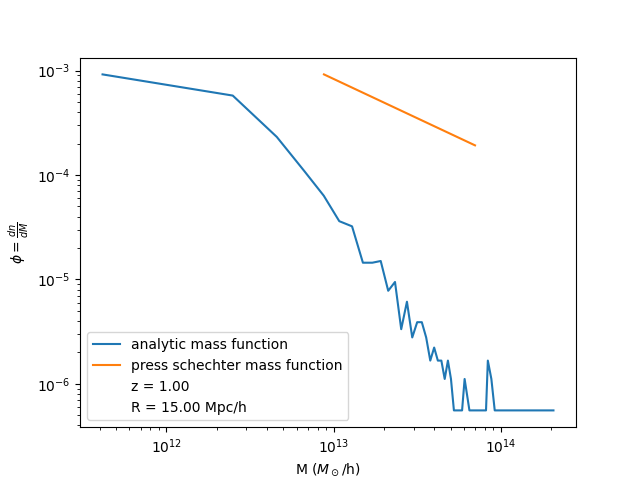 10⁻³
10⁻⁴
10⁻⁵
10⁻⁶
ϕ = dn/dM
analytic mass function
press schechter mass function
z = 1.00
R = 15.00 Mpc/h
10¹² 10¹³ 10¹⁴
M (M⊙/h)